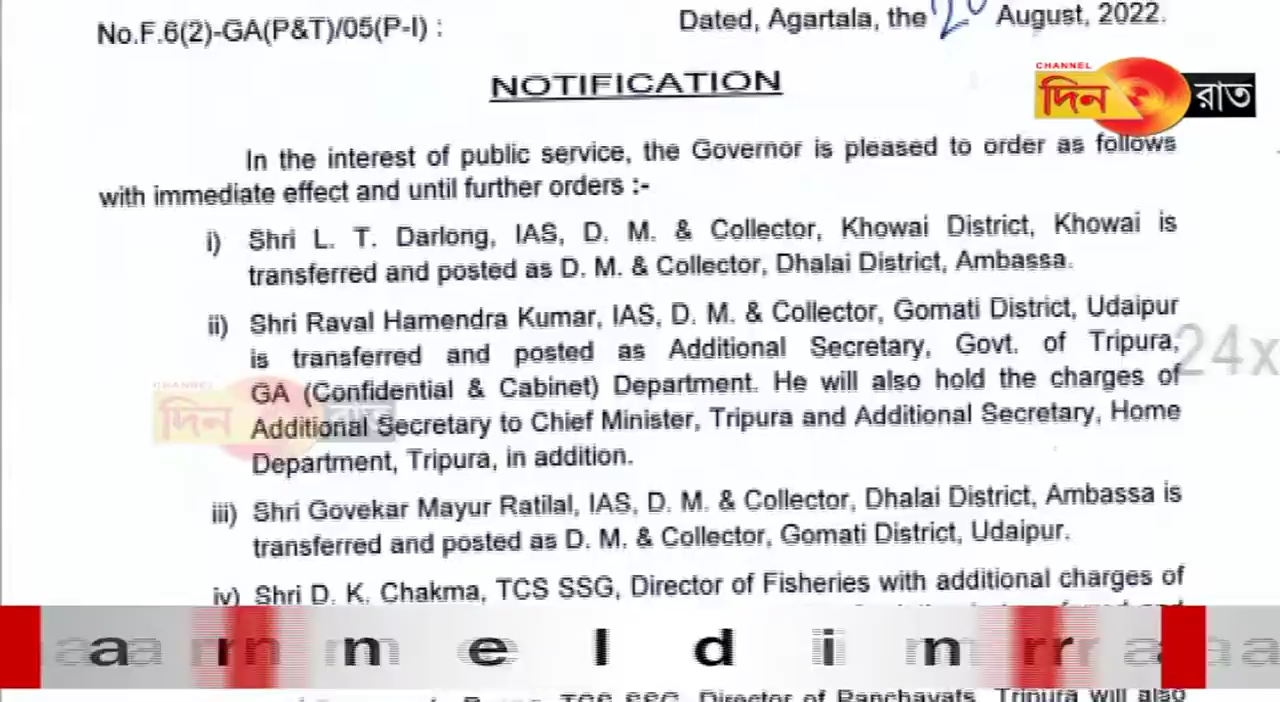 No.F.6(2)-GA(P&T)/05(P-I) :
Dated, Agartala, the 20 August, 2022.
NOTIFICATION
CHANNEL
দিন রাত
In the interest of public service, the Governor is pleased to order as follows
with immediate effect and until further orders :-
i) Shri L. T. Darlong, IAS, D. M. & Collector, Khowai District, Khowai is
transferred and posted as D. M. & Collector, Dhalai District, Ambassa.
ii) Shri Raval Hamendra Kumar, IAS, D. M. & Collector, Gomati District, Udaipur
is transferred and posted as Additional Secretary, Govt. of Tripura,
24x
GA (Confidential & Cabinet) Department. He will also hold the charges of
CHANNEL
দিন রাত
Additional Secretary to Chief Minister, Tripura and Additional Secretary, Home
Department, Tripura, in addition.
iii) Shri Govekar Mayur Ratilal, IAS, D. M. & Collector, Dhalai District, Ambassa is
transferred and posted as D. M. & Collector, Gomati District, Udaipur.
iv) Shri D. K. Chakma, TCS SSG, Director of Fisheries with additional charges of
a n n e l d i n r a
TCS SSG, Director of Panchayats, Tripura will also